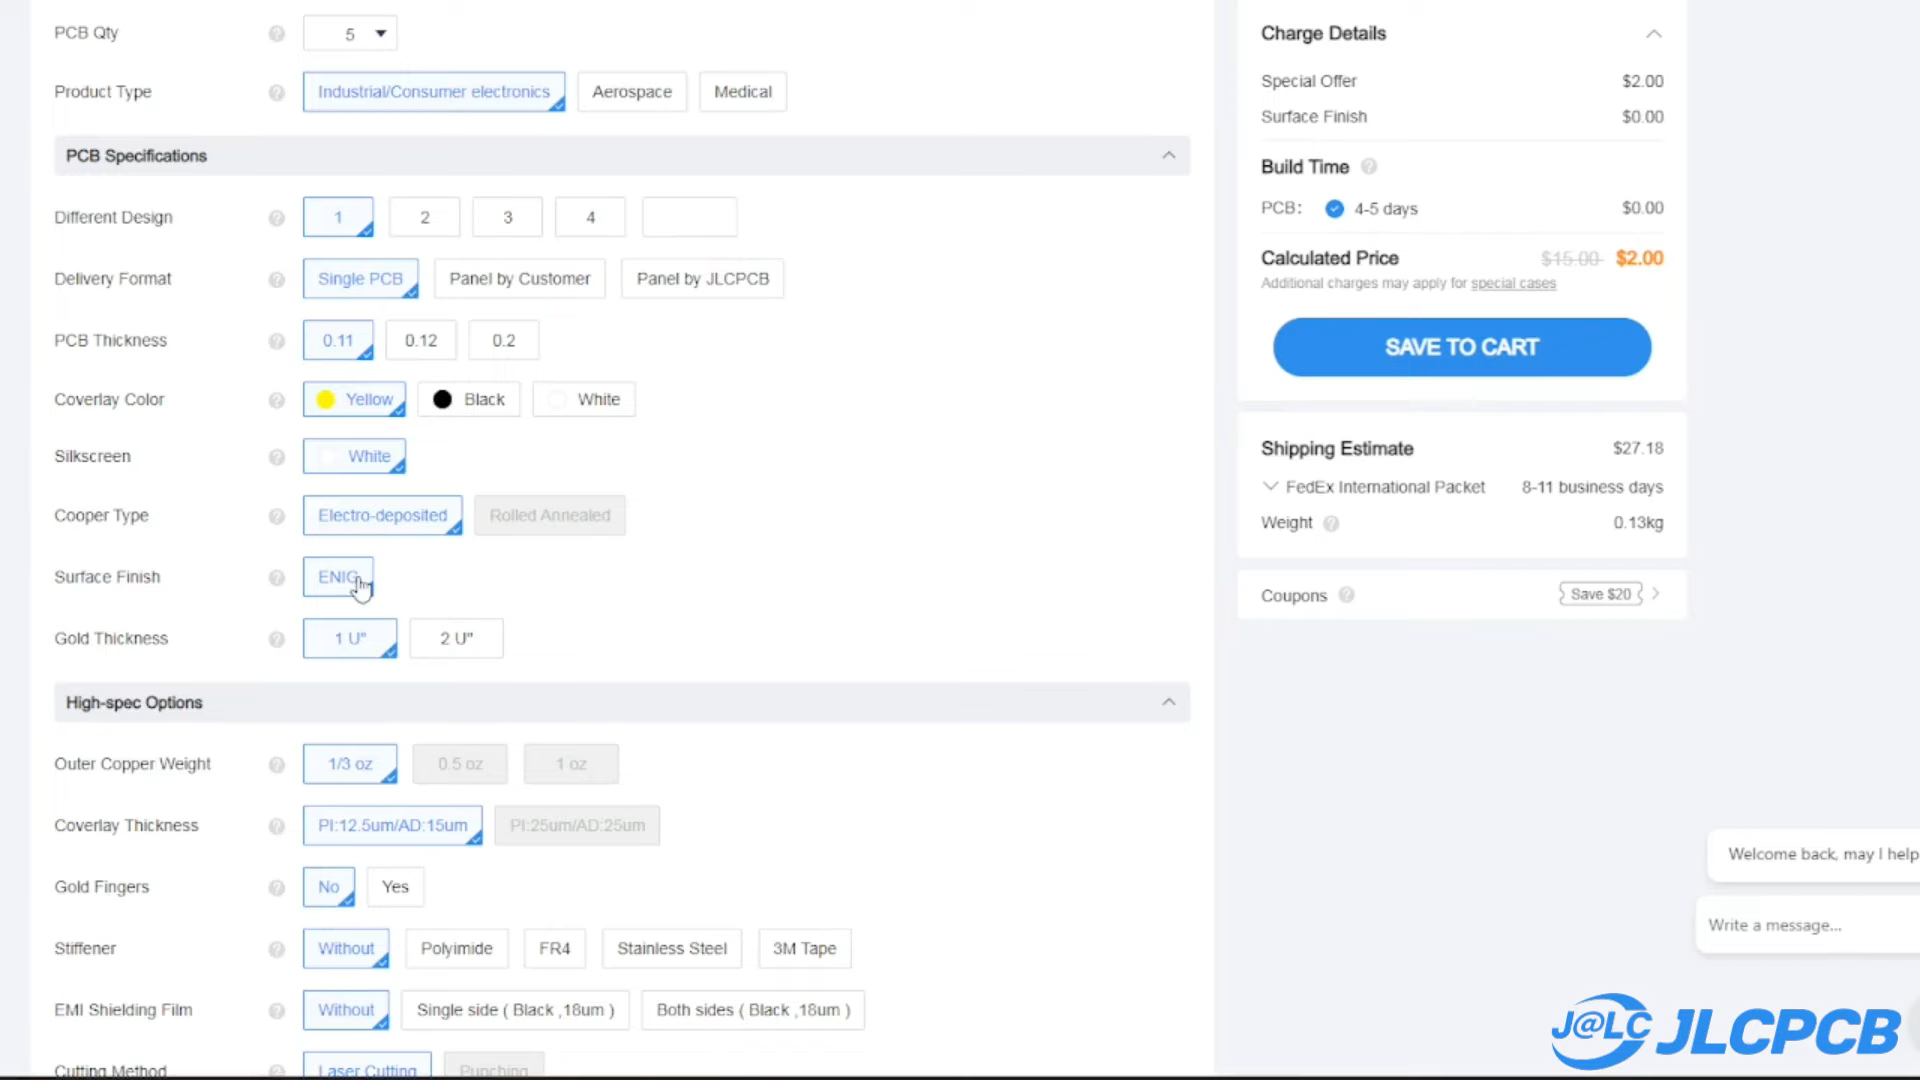 PCB Qty 5
Product Type Industrial/Consumer electronics Aerospace Medical
PCB Specifications
Different Design 1 2 3 4
Delivery Format Single PCB Panel by Customer Panel by JLCPCB
PCB Thickness 0.11 0.12 0.2
Coverlay Color Yellow Black White
Silkscreen White
Cooper Type Electro-deposited Rolled Annealed
Surface Finish ENIG
Gold Thickness 1 U" 2 U"
High-spec Options
Outer Copper Weight 1/3 oz 0.5 oz 1 oz
Coverlay Thickness PI:12.5um/AD:15um PI:25um/AD:25um
Gold Fingers No Yes
Stiffener Without Polyimide FR4 Stainless Steel 3M Tape
EMI Shielding Film Without Single side ( Black ,18um ) Both sides ( Black ,18um )
Cutting Method Laser Cutting Punching
Charge Details
Special Offer $2.00
Surface Finish $0.00
Build Time
PCB: 4-5 days $0.00
Calculated Price $15.00 $2.00
Additional charges may apply for special cases
SAVE TO CART
Shipping Estimate $27.18
FedEx International Packet 8-11 business days
Weight 0.13kg
Coupons Save $20
Welcome back, may I help
Write a message...
J@LC JLCPCB